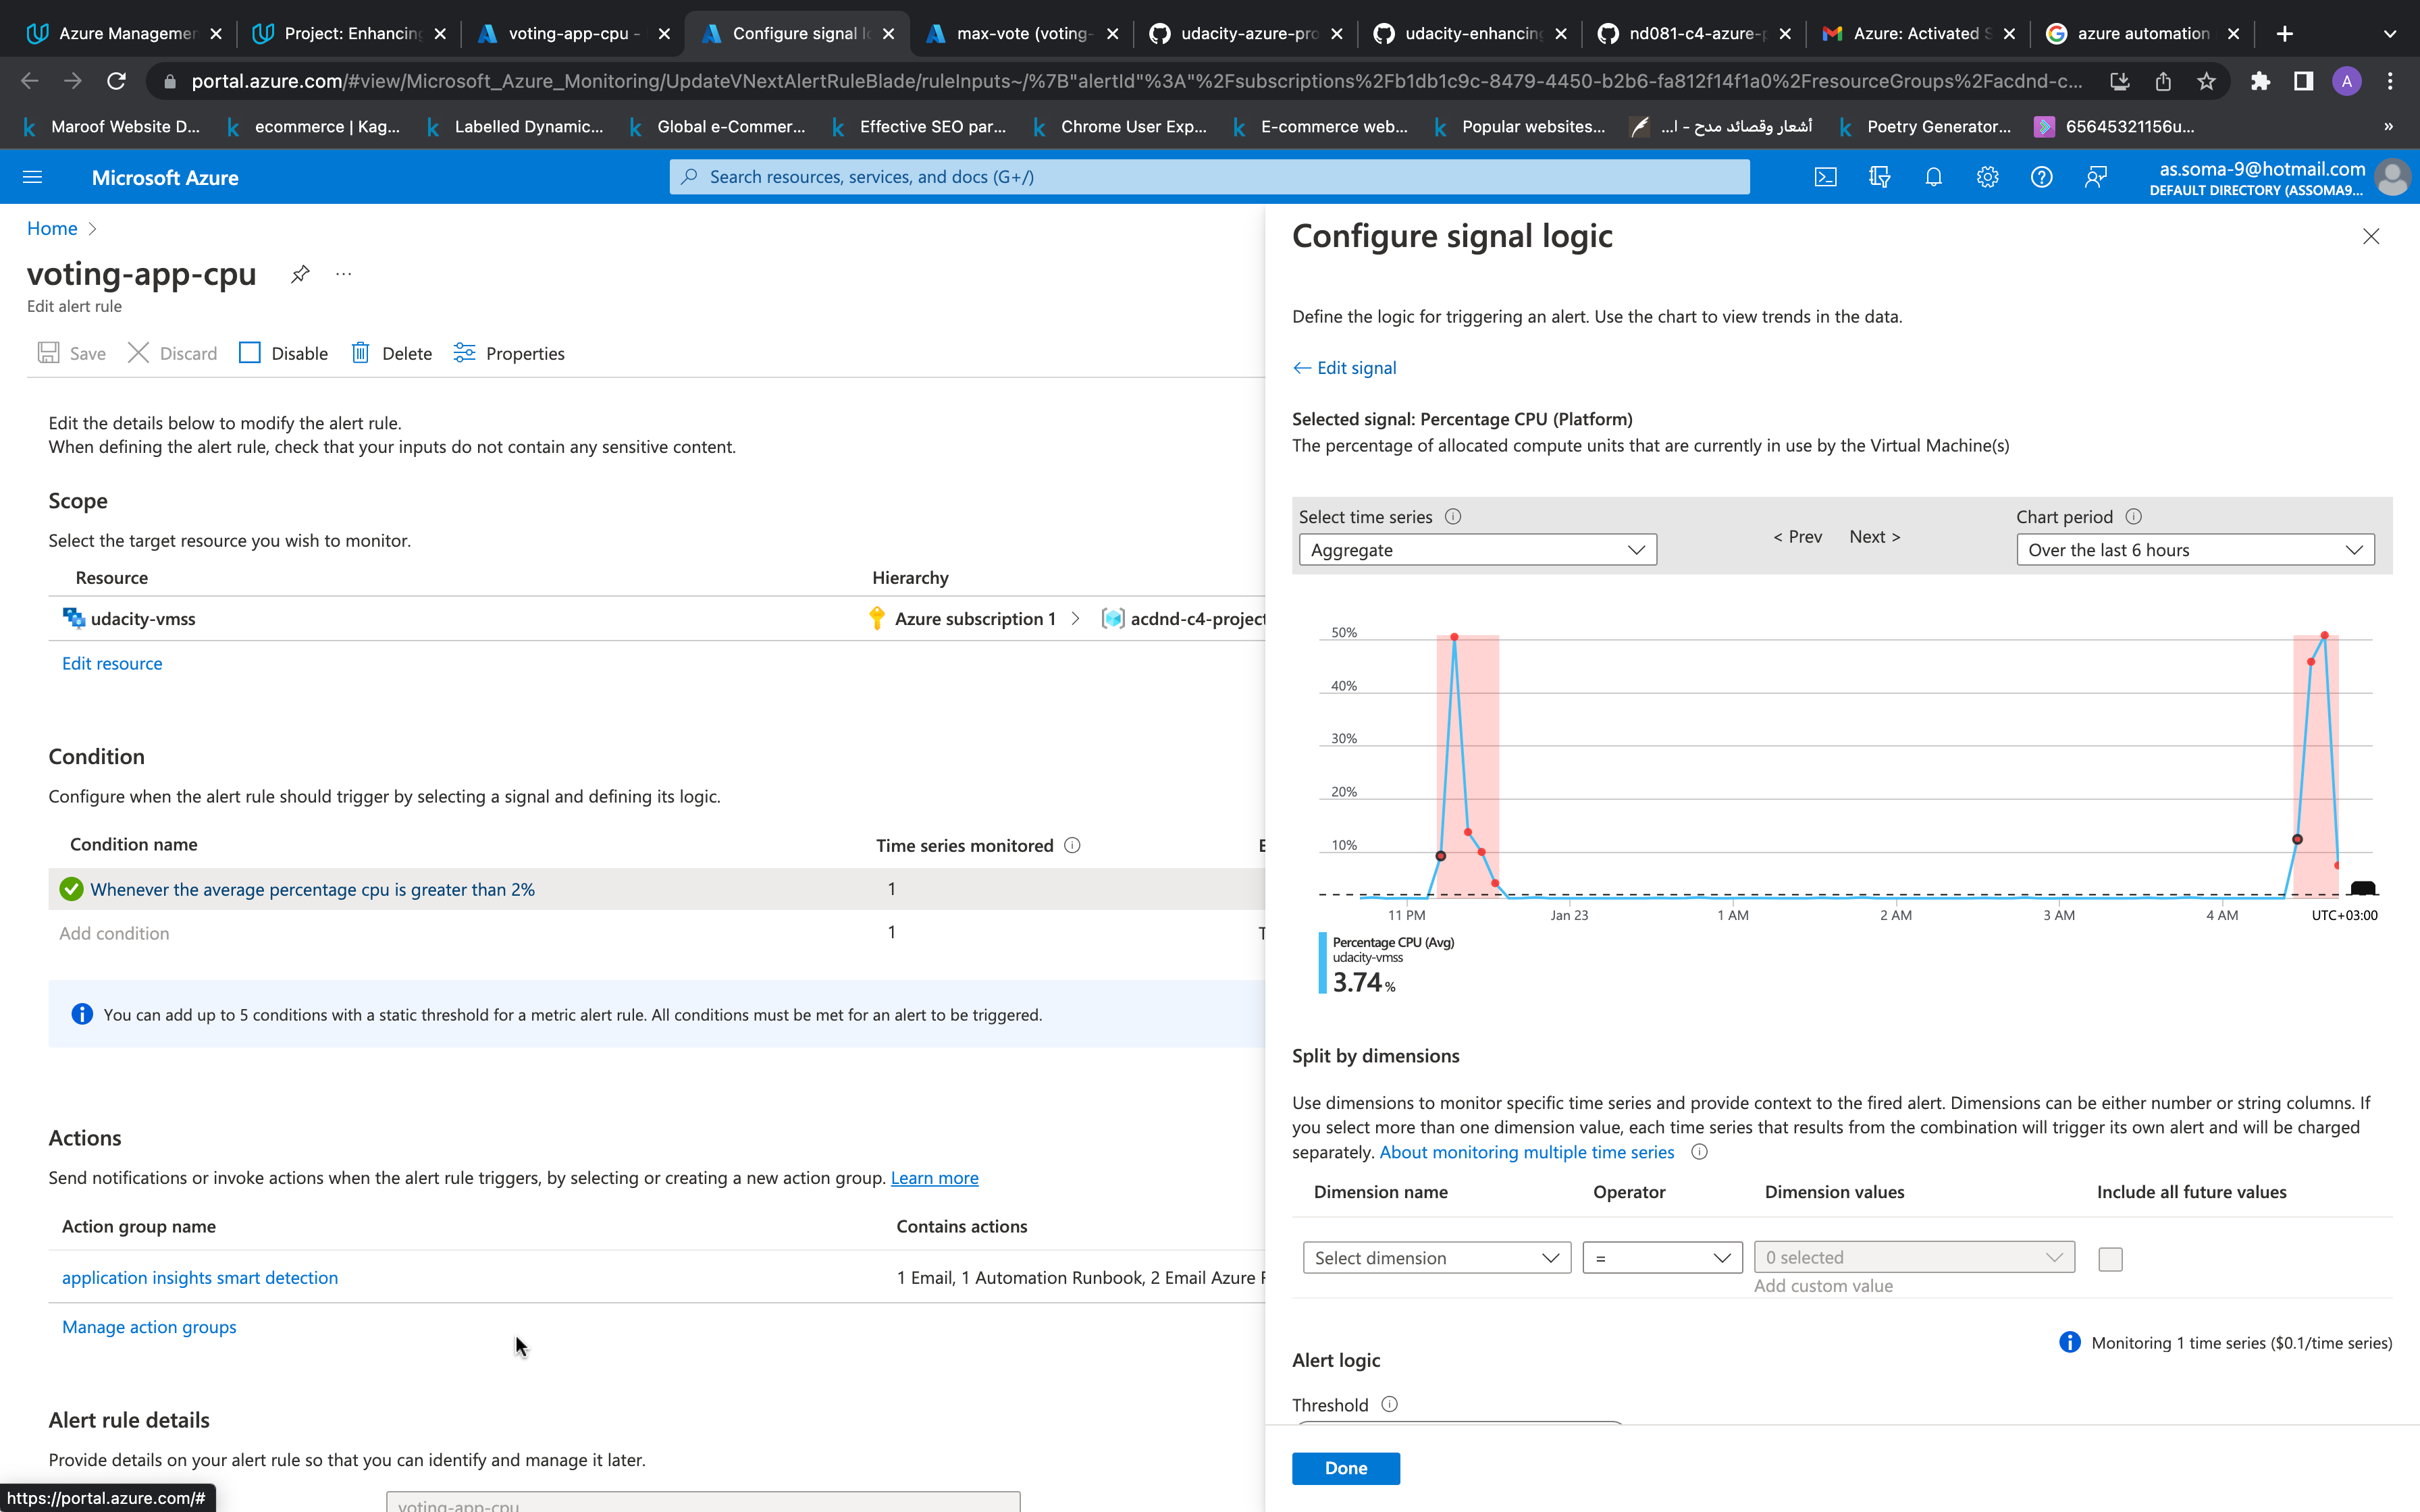 Azure Managemen
Project: Enhancing
voting-app-cpu -
Configure signal l
max-vote (voting-
udacity-azure-pro
udacity-enhancing
nd081-c4-azure-p
Azure: Activated S
azure automation
portal.azure.com/#view/Microsoft_Azure_Monitoring/UpdateVNextAlertRuleBlade/ruleInputs~/%7B"alertId"%3A"%2Fsubscriptions%2Fb1db1c9c-8479-4450-b2b6-fa812f14f1a0%2FresourceGroups%2Facdnd-c...
A
Maroof Website D...
ecommerce | Kag...
Labelled Dynamic...
Global e-Commer...
Effective SEO par...
Chrome User Exp...
E-commerce web...
Popular websites...
أشعار وقصائد مدح - ا...
Poetry Generator...
65645321156u...
»
Microsoft Azure
Search resources, services, and docs (G+/)
as.soma-9@hotmail.com
DEFAULT DIRECTORY (ASSOMA9...
Home
voting-app-cpu
Edit alert rule
Save
Discard
Disable
Delete
Properties
Edit the details below to modify the alert rule.
When defining the alert rule, check that your inputs do not contain any sensitive content.
Scope
Select the target resource you wish to monitor.
Resource
Hierarchy
udacity-vmss
Azure subscription 1
acdnd-c4-project
Edit resource
Condition
Configure when the alert rule should trigger by selecting a signal and defining its logic.
Condition name
Time series monitored
Whenever the average percentage cpu is greater than 2%
1
Add condition
1
You can add up to 5 conditions with a static threshold for a metric alert rule. All conditions must be met for an alert to be triggered.
Actions
Send notifications or invoke actions when the alert rule triggers, by selecting or creating a new action group. Learn more
Action group name
Contains actions
application insights smart detection
1 Email, 1 Automation Runbook, 2 Email Azure
Manage action groups
Alert rule details
Provide details on your alert rule so that you can identify and manage it later.
voting-app-cpu
https://portal.azure.com/#
Configure signal logic
Define the logic for triggering an alert. Use the chart to view trends in the data.
Edit signal
Selected signal: Percentage CPU (Platform)
The percentage of allocated compute units that are currently in use by the Virtual Machine(s)
Select time series
Aggregate
< Prev
Next >
Chart period
Over the last 6 hours
50%
40%
30%
20%
10%
11 PM
Jan 23
1 AM
2 AM
3 AM
4 AM
UTC+03:00
Percentage CPU (Avg)
udacity-vmss
3.74 %
Split by dimensions
Use dimensions to monitor specific time series and provide context to the fired alert. Dimensions can be either number or string columns. If
you select more than one dimension value, each time series that results from the combination will trigger its own alert and will be charged
separately. About monitoring multiple time series
Dimension name
Operator
Dimension values
Include all future values
Select dimension
=
0 selected
Add custom value
Monitoring 1 time series ($0.1/time series)
Alert logic
Threshold
Done